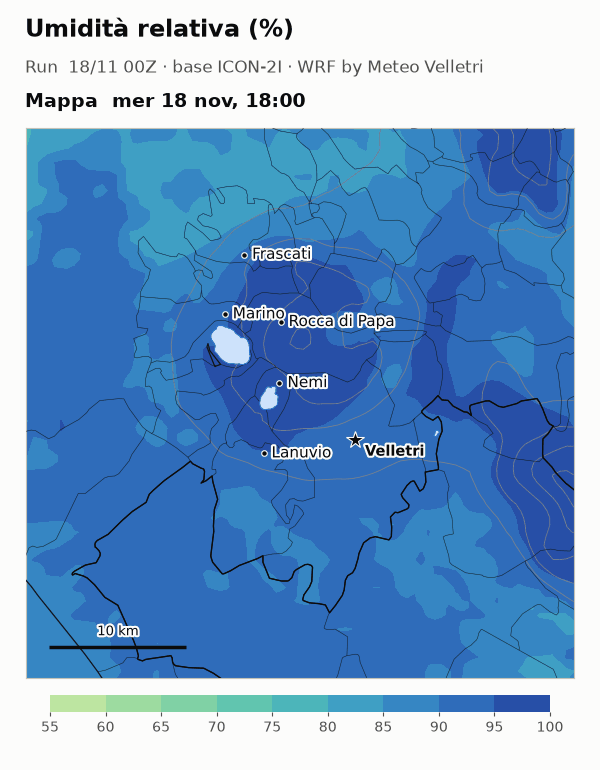 Umidità relativa (%)
Run  18/11 00Z · base ICON-2I · WRF by Meteo Velletri
Mappa  mer 18 nov, 18:00
Frascati
Marino
Rocca di Papa
Nemi
Velletri
Lanuvio
10 km
55 60 65 70 75 80 85 90 95 100